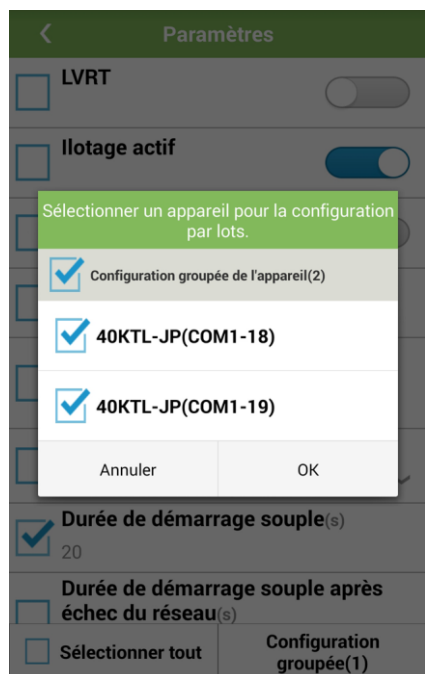 Paramètres
LVRT
Ilotage actif
Sélectionner un appareil pour la configuration
par lots.
Configuration groupée de l'appareil(2)
40KTL-JP(COM1-18)
40KTL-JP(COM1-19)
Annuler
OK
Durée de démarrage souple(s)
20
Durée de démarrage souple après
échec du réseau(s)
Sélectionner tout
Configuration
groupée(1)